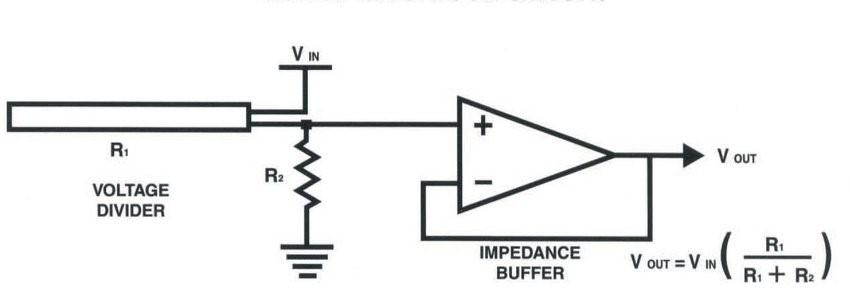 V IN
R1
VOLTAGE
DIVIDER
R2
+
−
V OUT
IMPEDANCE
BUFFER
V OUT = V IN ( R1 / R1 + R2 )